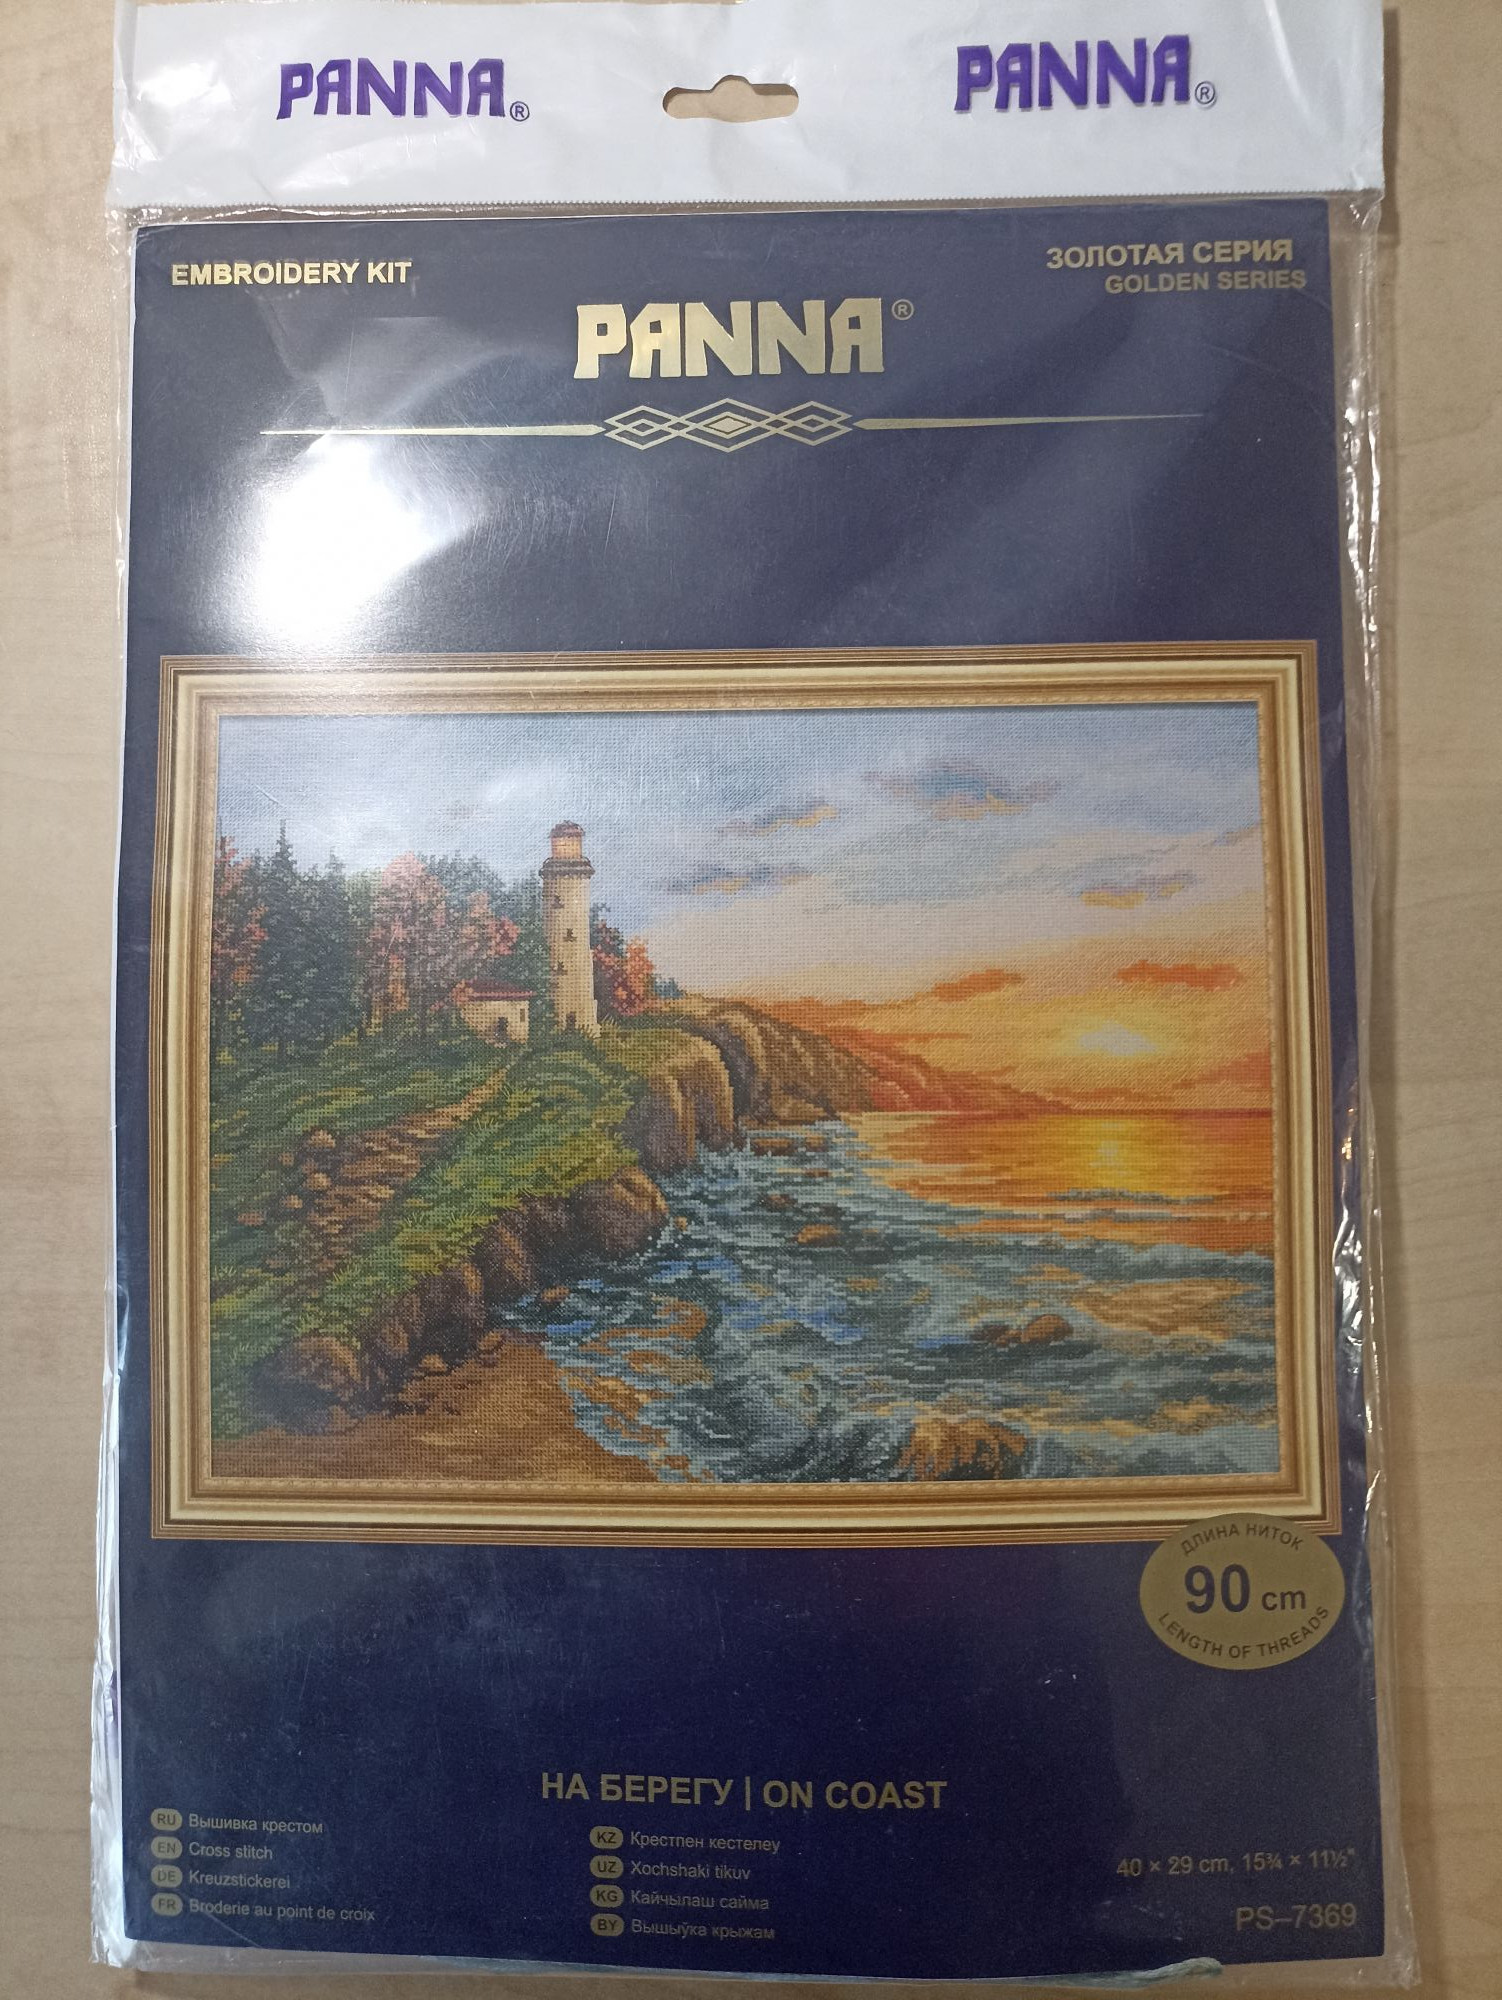 PANNA®
PANNA®
EMBROIDERY KIT
ЗОЛОТАЯ СЕРИЯ
GOLDEN SERIES
PANNA®
ДЛИНА НИТОК
90 cm
LENGTH OF THREADS
НА БЕРЕГУ | ON COAST
RU Вышивка крестом
EN Cross stitch
DE Kreuzstickerei
FR Broderie au point de croix
KZ Крестпен кестелеу
UZ Xochshaki tikuv
KG Кайчылаш сайма
BY Вышыўка крыжам
40 × 29 cm, 15¾ × 11½"
PS–7369